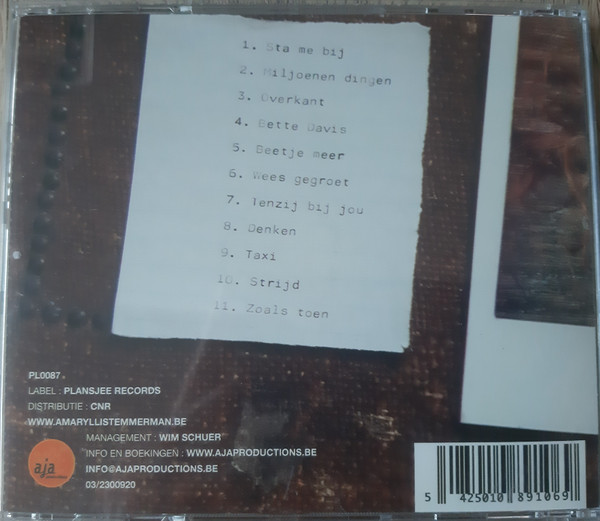 1. Sta me bij
2. Miljoenen dingen
3. Overkant
4. Bette Davis
5. Beetje meer
6. Wees gegroet
7. Tenzij bij jou
8. Denken
9. Taxi
10. Strijd
11. Zoals toen
PL0087
LABEL : PLANSJEE RECORDS
DISTRIBUTIE : CNR
WWW.AMARYLLISTEMMERMAN.BE
MANAGEMENT : WIM SCHUER
INFO EN BOEKINGEN : WWW.AJAPRODUCTIONS.BE
INFO@AJAPRODUCTIONS.BE
03/2300920
aja
5 425010 891069